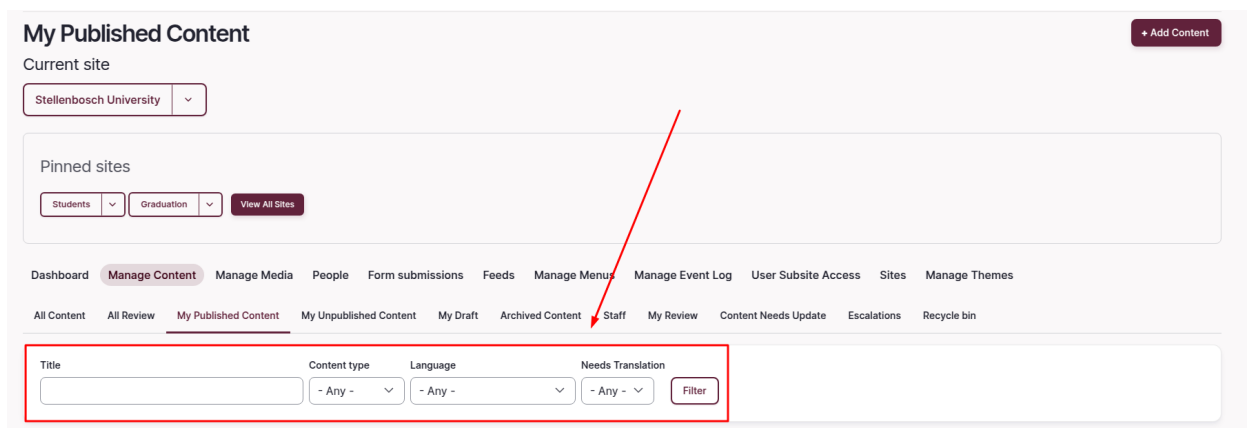 My Published Content
+ Add Content
Current site
Stellenbosch University
Pinned sites
Students Graduation View All Sites
Dashboard Manage Content Manage Media People Form submissions Feeds Manage Menus Manage Event Log User Subsite Access Sites Manage Themes
All Content All Review My Published Content My Unpublished Content My Draft Archived Content Staff My Review Content Needs Update Escalations Recycle bin
Title Content type Language Needs Translation
- Any - - Any - - Any - Filter